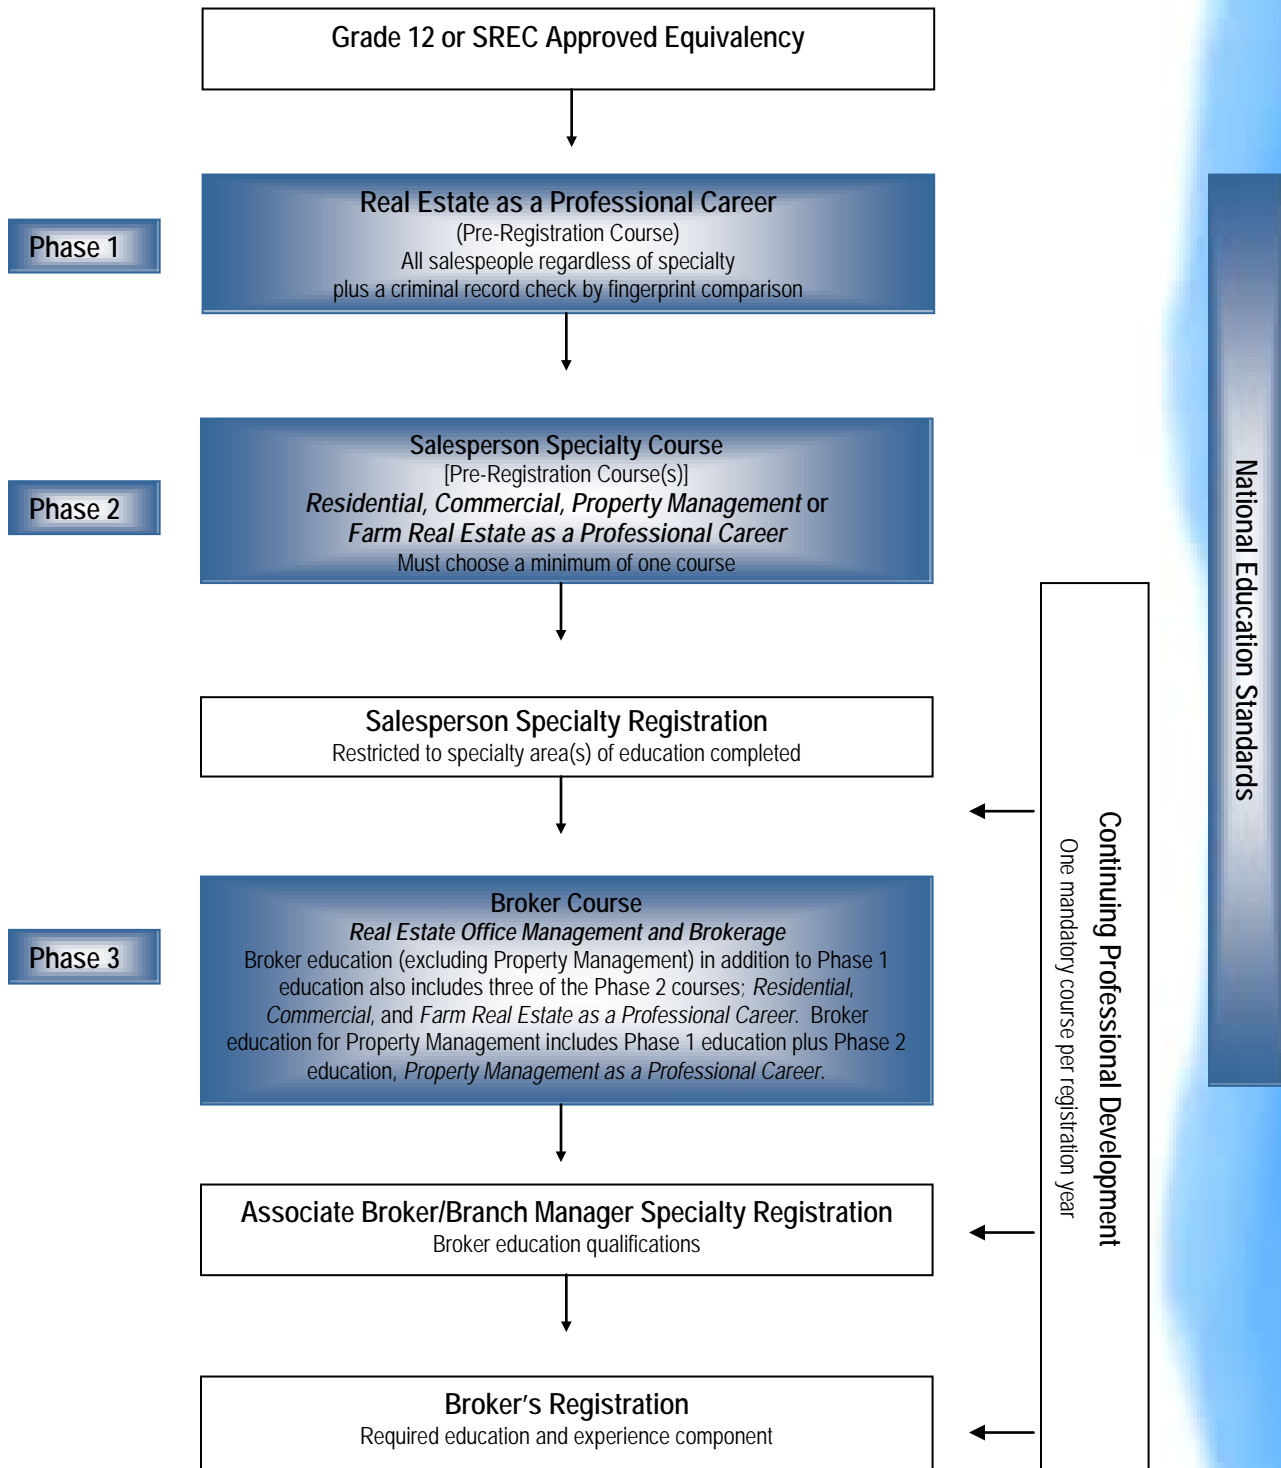 Grade 12 or SREC Approved Equivalency
Phase 1
Real Estate as a Professional Career
(Pre-Registration Course)
All salespeople regardless of specialty
plus a criminal record check by fingerprint comparison
Phase 2
Salesperson Specialty Course
[Pre-Registration Course(s)]
Residential, Commercial, Property Management or
Farm Real Estate as a Professional Career
Must choose a minimum of one course
Salesperson Specialty Registration
Restricted to specialty area(s) of education completed
Phase 3
Broker Course
Real Estate Office Management and Brokerage
Broker education (excluding Property Management) in addition to Phase 1
education also includes three of the Phase 2 courses; Residential,
Commercial, and Farm Real Estate as a Professional Career. Broker
education for Property Management includes Phase 1 education plus Phase 2
education, Property Management as a Professional Career.
Associate Broker/Branch Manager Specialty Registration
Broker education qualifications
Broker's Registration
Required education and experience component
Continuing Professional Development
One mandatory course per registration year
National Education Standards